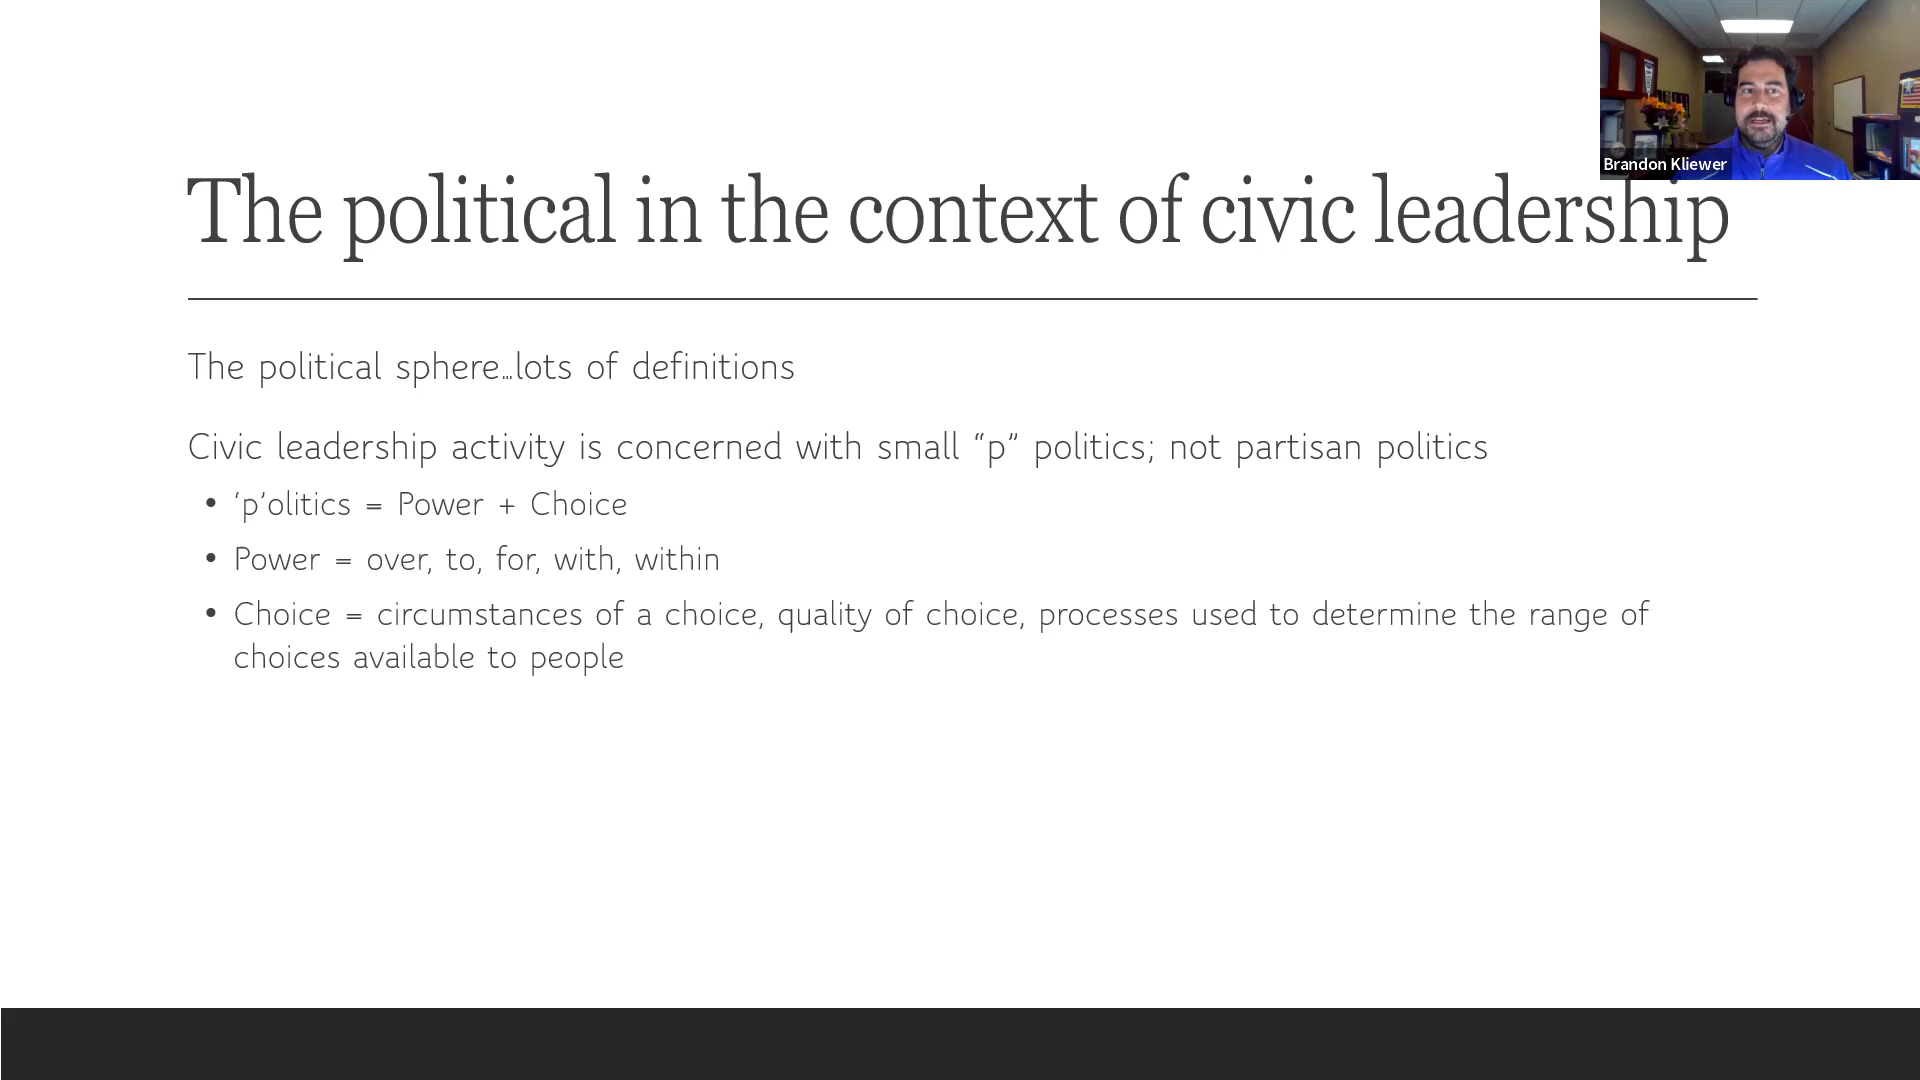 Brandon Kliewer
The political in the context of civic leadership
The political sphere…lots of definitions
Civic leadership activity is concerned with small “p” politics; not partisan politics
• ‘p’olitics = Power + Choice
• Power = over, to, for, with, within
• Choice = circumstances of a choice, quality of choice, processes used to determine the range of
choices available to people